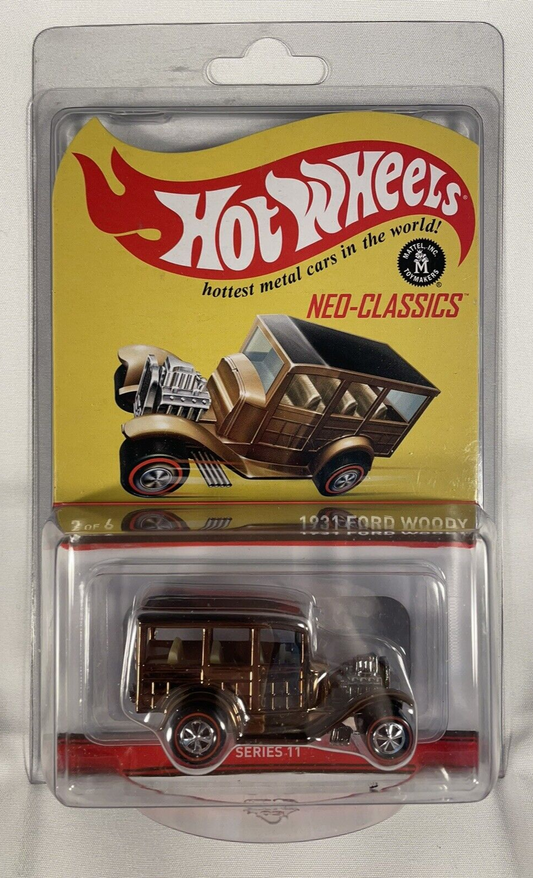 HOT WHEELS®
hottest metal cars in the world!
MATTEL, INC.
M
TOYMAKERS®
NEO-CLASSICS™
2 OF 6
1931 FORD WOODY
SERIES 11